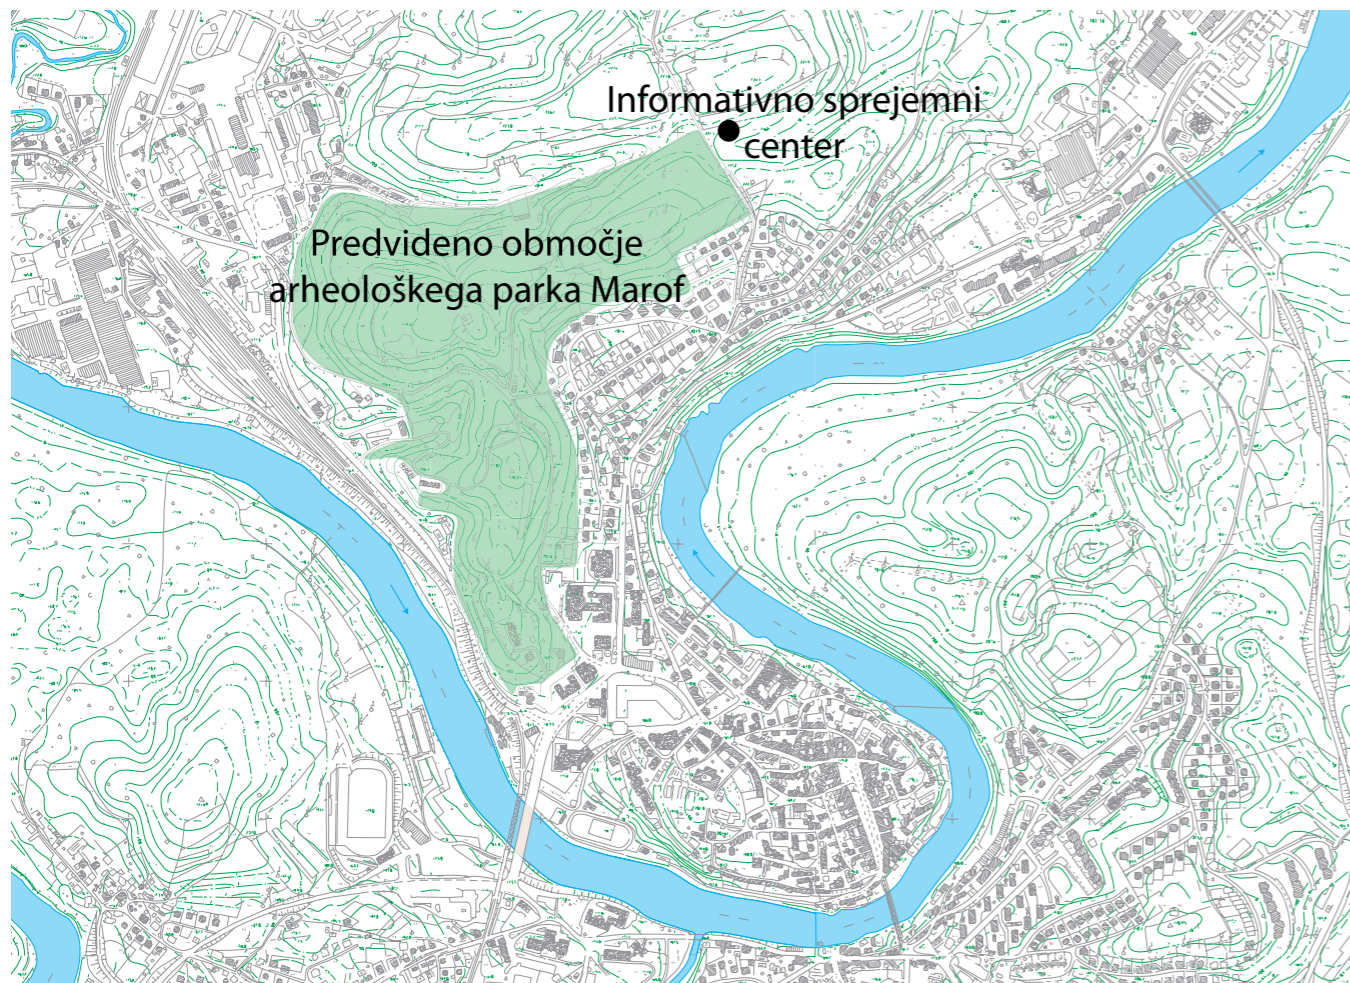 Informativno sprejemni
center
Predvideno območje
arheološkega parka Marof